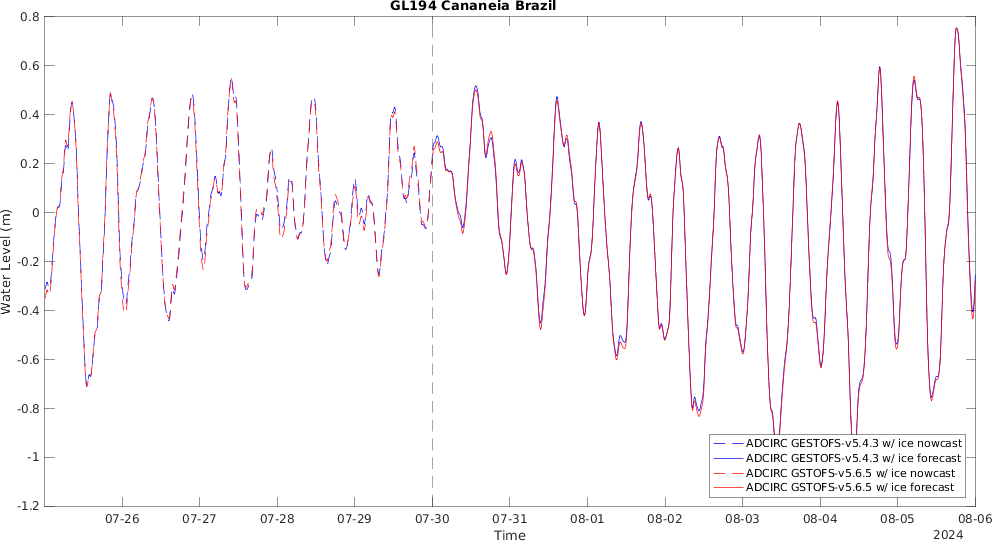 GL194 Cananeia Brazil
0.8
0.6
0.4
0.2
0
-0.2
-0.4
-0.6
-0.8
-1
-1.2
Water Level (m)
ADCIRC GESTOFS-v5.4.3 w/ ice nowcast
ADCIRC GESTOFS-v5.4.3 w/ ice forecast
ADCIRC GSTOFS-v5.6.5 w/ ice nowcast
ADCIRC GSTOFS-v5.6.5 w/ ice forecast
07-26 07-27 07-28 07-29 07-30 07-31 08-01 08-02 08-03 08-04 08-05 08-06
Time
2024